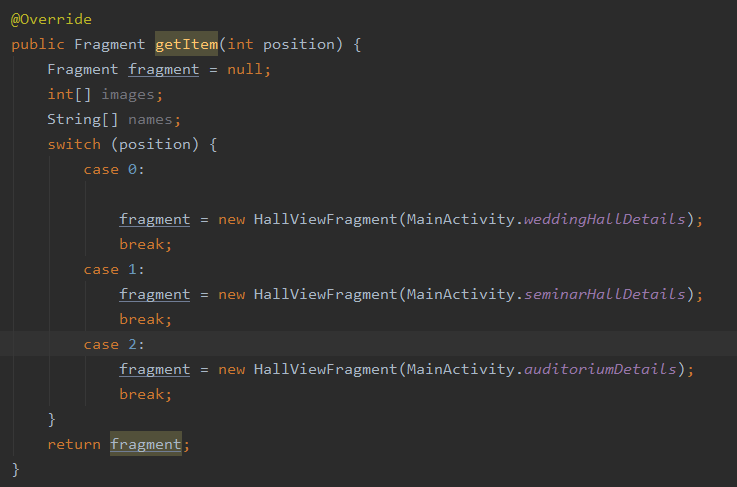 @Override
public Fragment getItem(int position) {
    Fragment fragment = null;
    int[] images;
    String[] names;
    switch (position) {
        case 0:

            fragment = new HallViewFragment(MainActivity.weddingHallDetails);
            break;
        case 1:
            fragment = new HallViewFragment(MainActivity.seminarHallDetails);
            break;
        case 2:
            fragment = new HallViewFragment(MainActivity.auditoriumDetails);
            break;
    }
    return fragment;
}